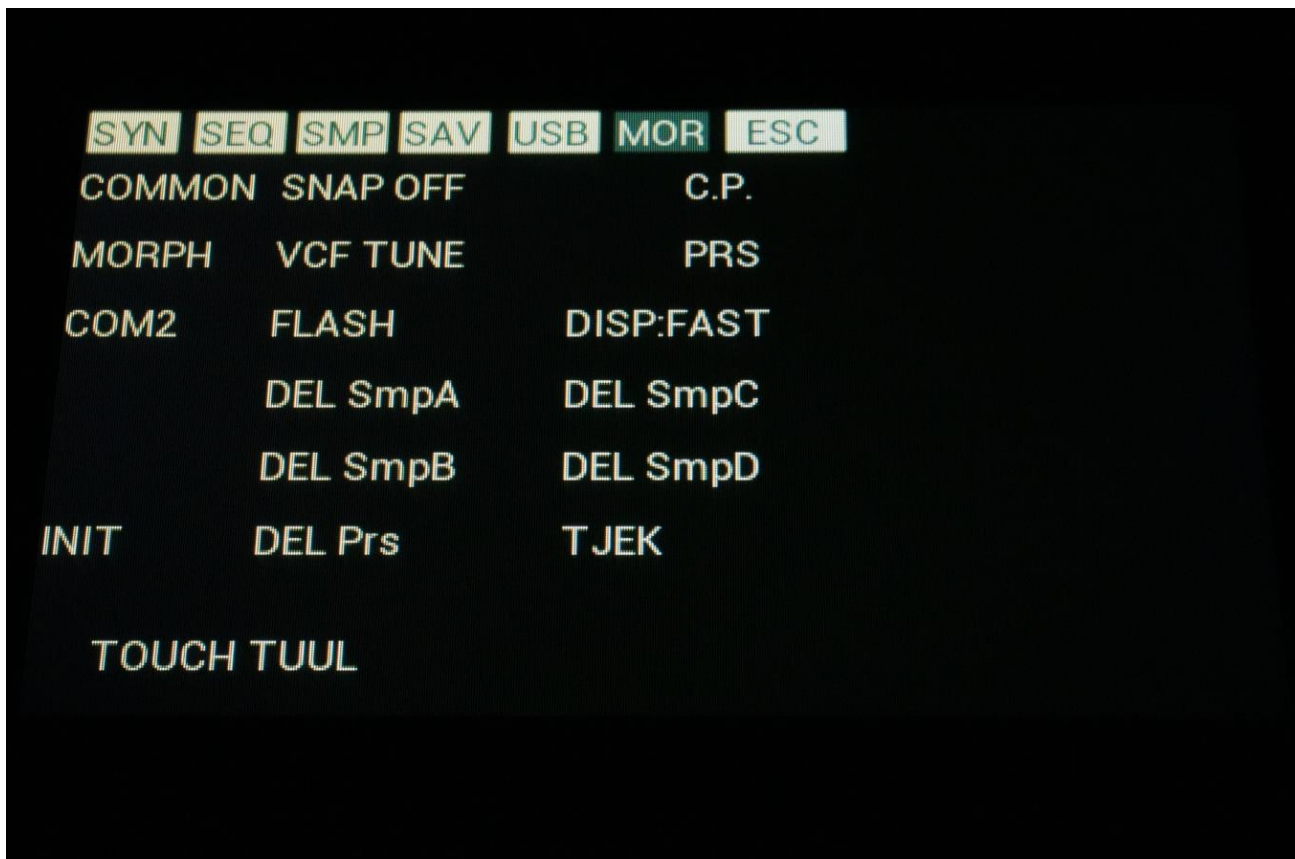 SYN SEQ SMP SAV USB MOR ESC
COMMON SNAP OFF C.P.
MORPH VCF TUNE PRS
COM2 FLASH DISP:FAST
DEL SmpA DEL SmpC
DEL SmpB DEL SmpD
INIT DEL Prs TJEK
TOUCH TUUL